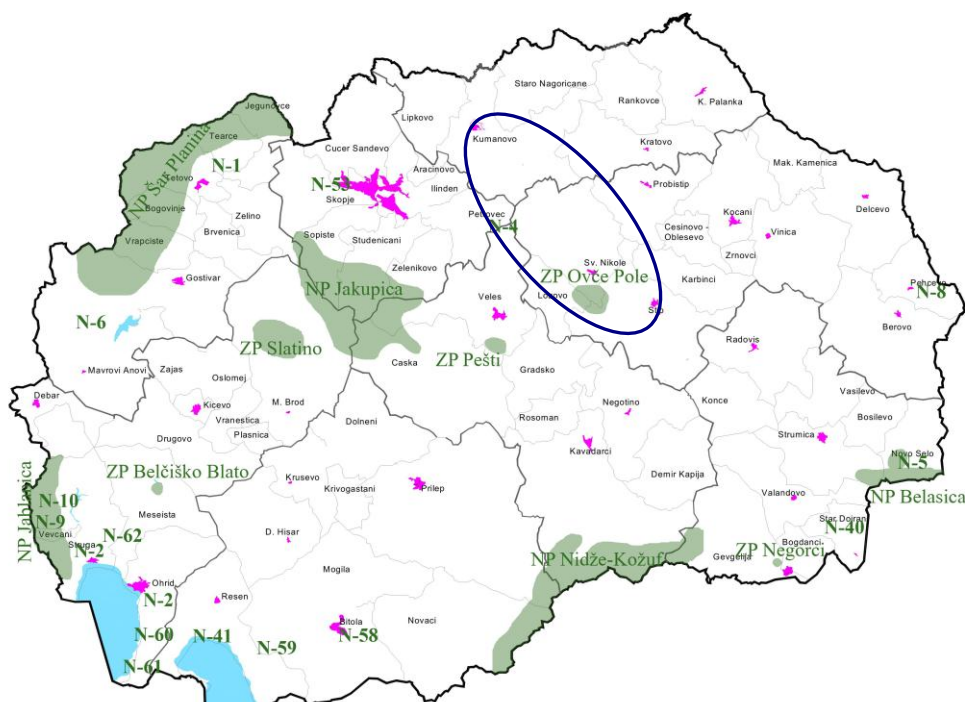 Staro Nagoricane
K. Palanka
Rankovce
Jegunovce
Lipkovo
Tearce
Kumanovo
Kratovo
Cucer Sandevo
NP Šar Planina
N-1
Aracinovo
Mak. Kamenica
Tetovo
N-53
Ilinden
Probistip
Skopje
Bogovinje
Zelino
Kocani
Delcevo
Petrovec
N-4
Brvenica
Sopiste
Cesinovo -
Oblesevo
Vinica
Vrapciste
Studenicani
Zrnovci
Zelenikovo
Sv. Nikole
Gostivar
ZP Ovče Pole
Karbinci
Pehcevo
N-8
NP Jakupica
Lozovo
Stip
Veles
Berovo
N-6
ZP Slatino
ZP Pešti
Radovis
Caska
Gradsko
Mavrovi Anovi
Zajas
Oslomej
Vasilevo
Debar
Kicevo
M. Brod
Negotino
Konce
Rosoman
Bosilevo
Vranestica
Dolneni
Plasnica
Drugovo
Strumica
Kavadarci
Novo Selo
N-5
ZP Belčiško Blato
Krusevo
Demir Kapija
NP Jablanica
Prilep
Krivogastani
NP Belasica
N-10
Valandovo
Meseista
N-9
Star Dojran
N-40
Vevcani
N-62
D. Hisar
Struga
Bogdanci
N-2
ZP Negorci
NP Nidže-Kožuf
Gevgelija
Mogila
Ohrid
N-2
Resen
Bitola
Novaci
N-60
N-41
N-58
N-59
N-61